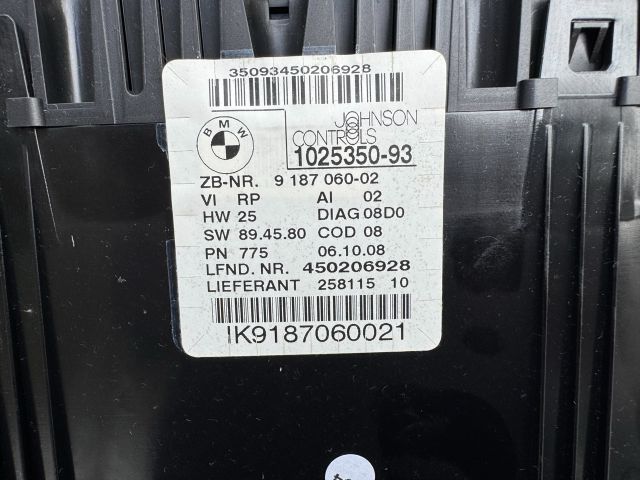 35093450206928
BMW
JOHNSON
CONTROLS
1025350-93
ZB-NR. 9 187 060-02
VI RP AI 02
HW 25 DIAG 08D0
SW 89.45.80 COD 08
PN 775 06.10.08
LFND. NR. 450206928
LIEFERANT 258115 10
IK9187060021